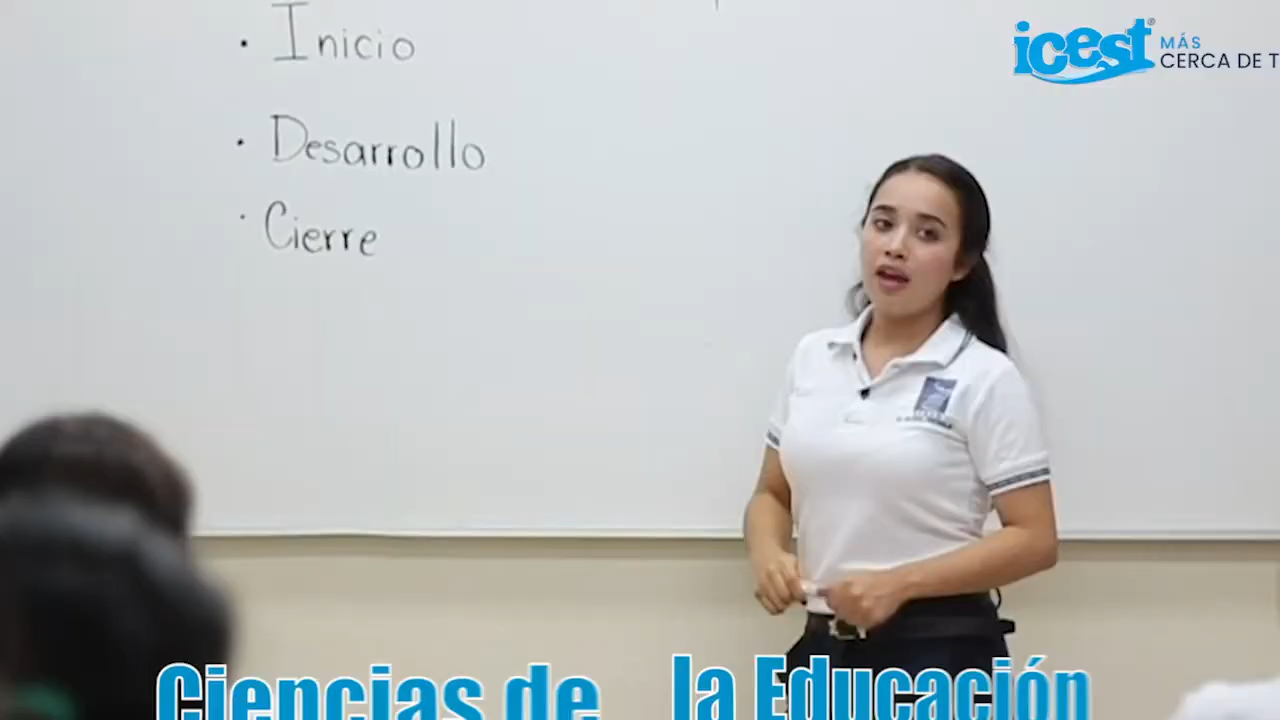 • Inicio
• Desarrollo
• Cierre
icest®
MÁS
CERCA DE T
Ciencias de la Educación